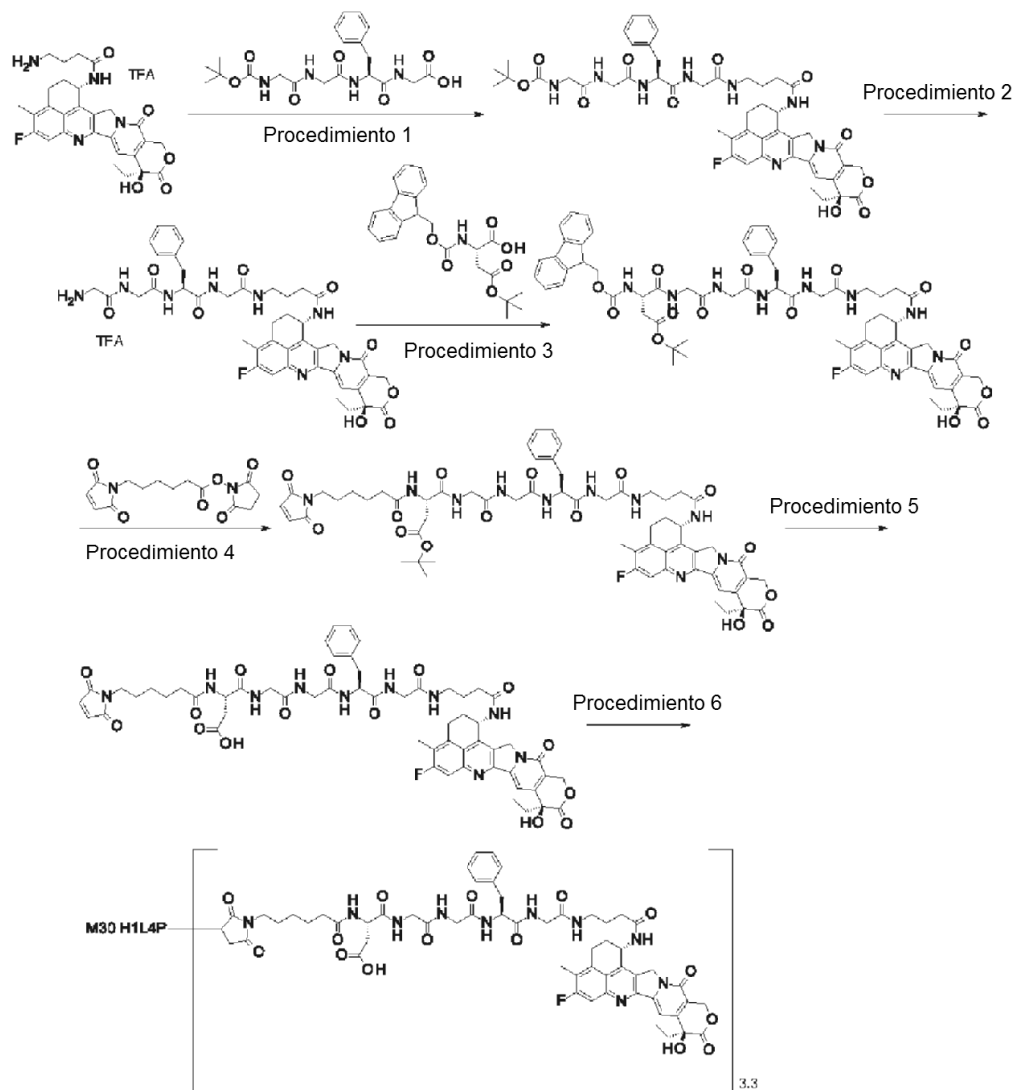 TFA
Procedimiento 1
Procedimiento 2
TFA
Procedimiento 3
Procedimiento 4
Procedimiento 5
Procedimiento 6
M30 H1L4P
3.3